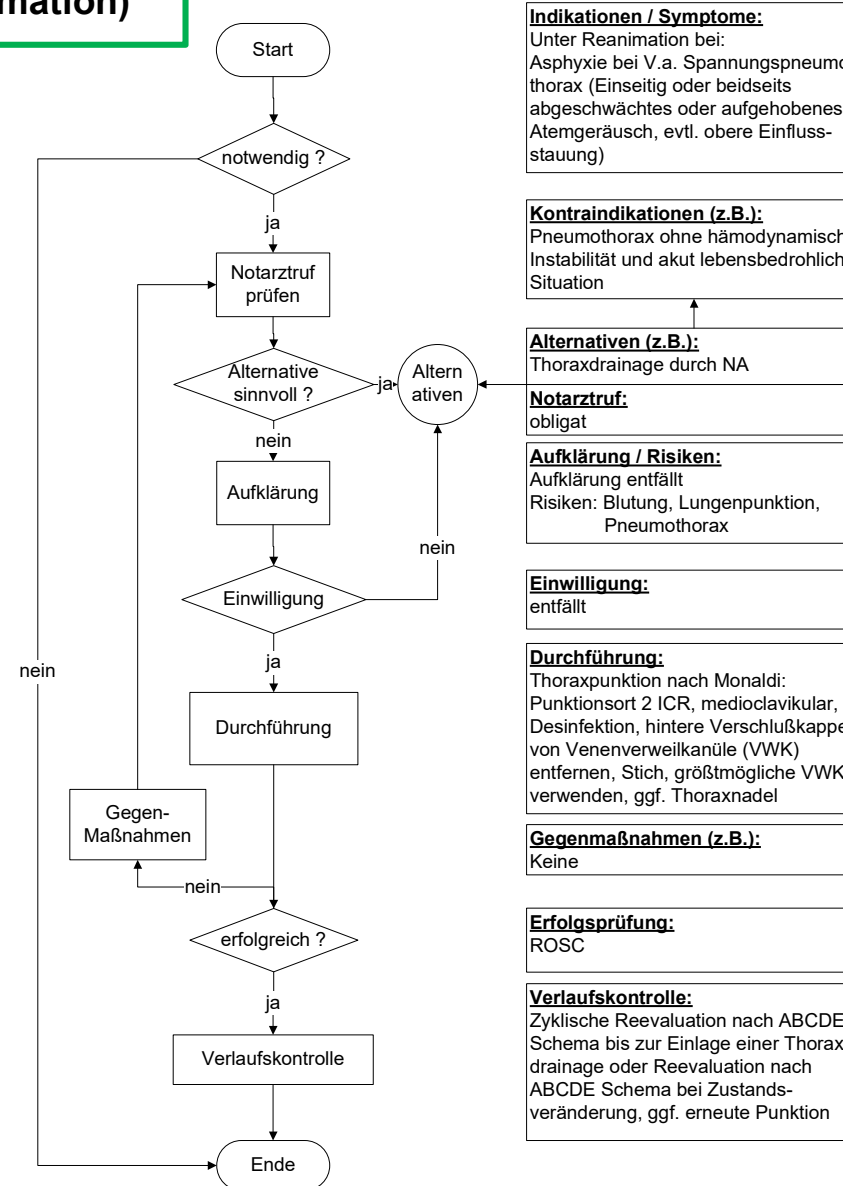 mation)
Start
notwendig ?
ja
Notarztruf
prüfen
Alternative
sinnvoll ?
ja
Altern
ativen
nein
Aufklärung
nein
Einwilligung
ja
nein
Durchführung
Gegen-
Maßnahmen
nein
erfolgreich ?
ja
Verlaufskontrolle
Ende
Indikationen / Symptome:
Unter Reanimation bei:
Asphyxie bei V.a. Spannungspneumo
thorax (Einseitig oder beidseits
abgeschwächtes oder aufgehobenes
Atemgeräusch, evtl. obere Einfluss-
stauung)
Kontraindikationen (z.B.):
Pneumothorax ohne hämodynamisch
Instabilität und akut lebensbedrohlich
Situation
Alternativen (z.B.):
Thoraxdrainage durch NA
Notarztruf:
obligat
Aufklärung / Risiken:
Aufklärung entfällt
Risiken: Blutung, Lungenpunktion,
Pneumothorax
Einwilligung:
entfällt
Durchführung:
Thoraxpunktion nach Monaldi:
Punktionsort 2 ICR, medioclavikular,
Desinfektion, hintere Verschlußkappe
von Venenverweilkanüle (VWK)
entfernen, Stich, größtmögliche VWK
verwenden, ggf. Thoraxnadel
Gegenmaßnahmen (z.B.):
Keine
Erfolgsprüfung:
ROSC
Verlaufskontrolle:
Zyklische Reevaluation nach ABCDE
Schema bis zur Einlage einer Thorax
drainage oder Reevaluation nach
ABCDE Schema bei Zustands-
veränderung, ggf. erneute Punktion